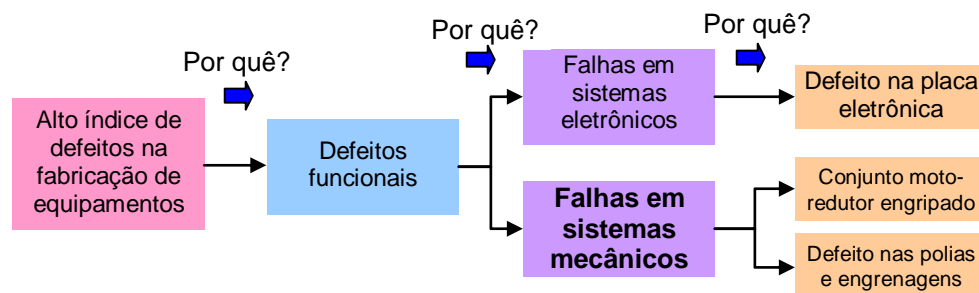 Por quê?
Por quê?
Por quê?
Alto índice de
defeitos na
fabricação de
equipamentos
Defeitos
funcionais
Falhas em
sistemas
eletrônicos
Defeito na placa
eletrônica
Falhas em
sistemas
mecânicos
Conjunto moto-
redutor engripado
Defeito nas polias
e engrenagens